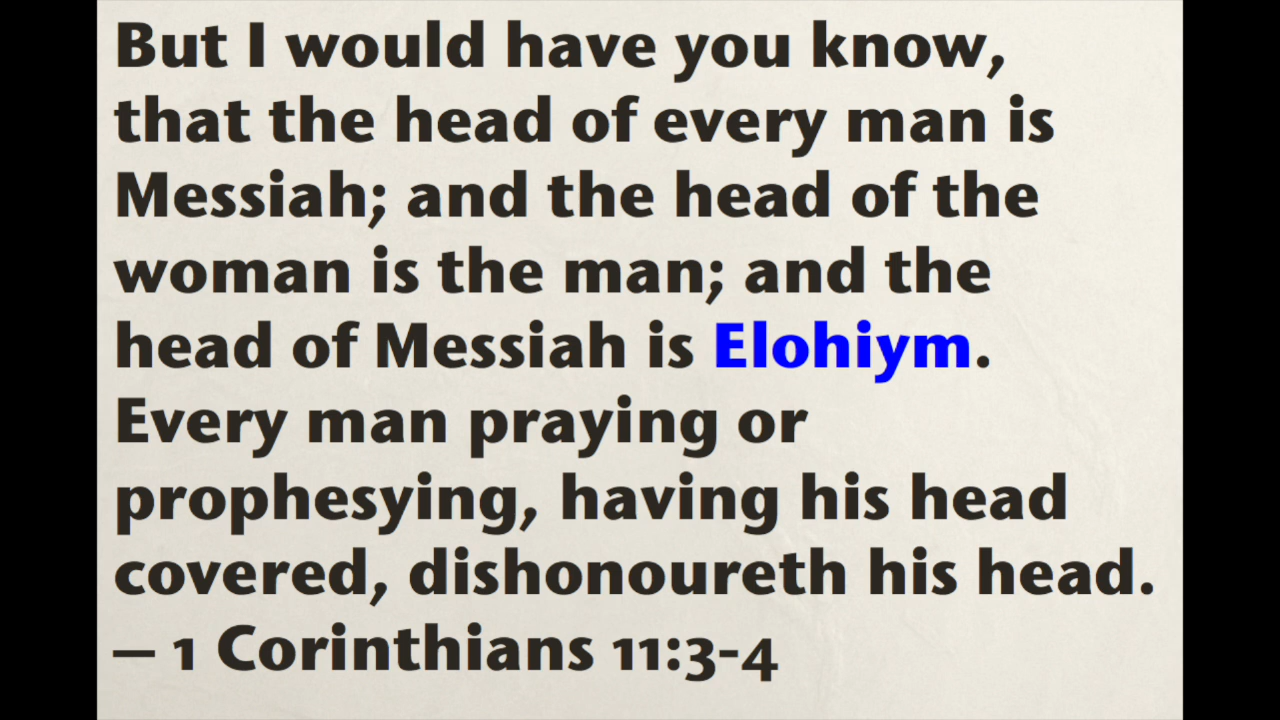 But I would have you know,
that the head of every man is
Messiah; and the head of the
woman is the man; and the
head of Messiah is Elohiym.
Every man praying or
prophesying, having his head
covered, dishonoureth his head.
– 1 Corinthians 11:3-4